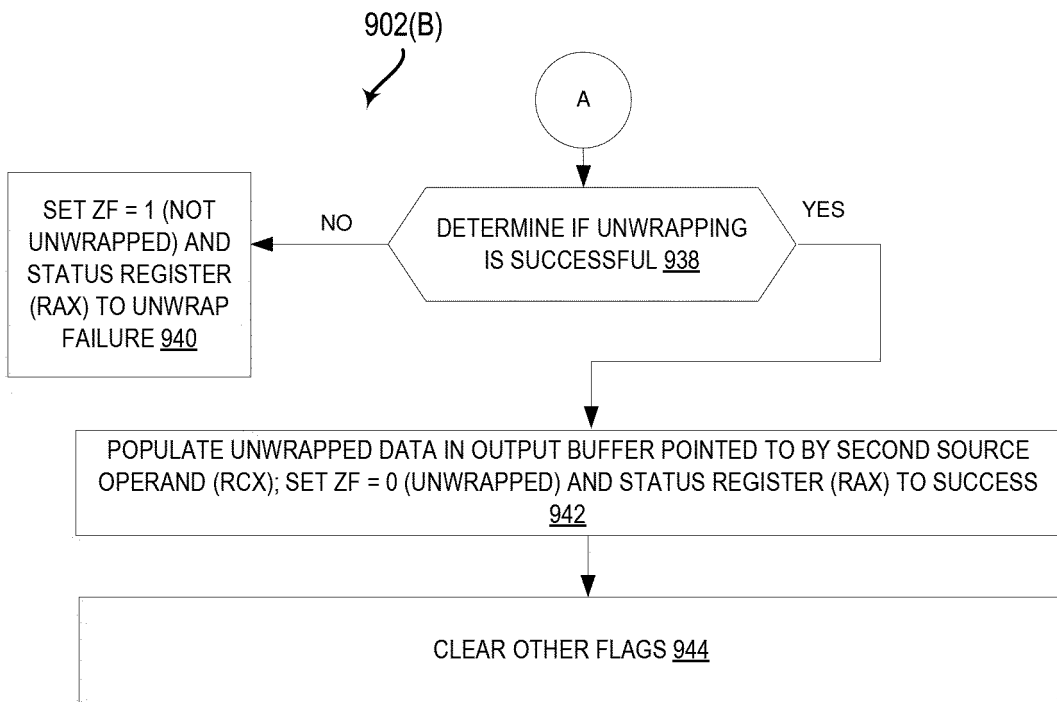 902(B)
A
SET ZF = 1 (NOT
UNWRAPPED) AND
STATUS REGISTER
(RAX) TO UNWRAP
FAILURE 940
NO
DETERMINE IF UNWRAPPING
IS SUCCESSFUL 938
YES
POPULATE UNWRAPPED DATA IN OUTPUT BUFFER POINTED TO BY SECOND SOURCE
OPERAND (RCX); SET ZF = 0 (UNWRAPPED) AND STATUS REGISTER (RAX) TO SUCCESS
942
CLEAR OTHER FLAGS 944